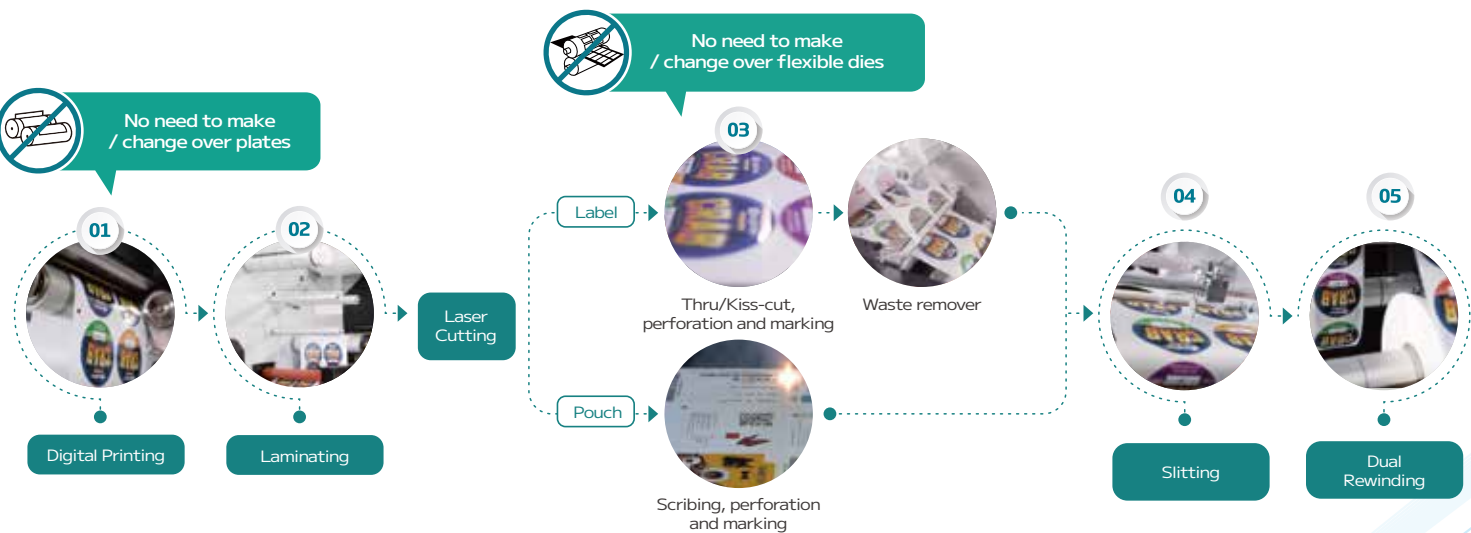 No need to make
/ change over plates
No need to make
/ change over flexible dies
01
02
03
04
05
Digital Printing
Laminating
Laser
Cutting
Label
Thru/Kiss-cut,
perforation and marking
Waste remover
Pouch
Scribing, perforation
and marking
Slitting
Dual
Rewinding